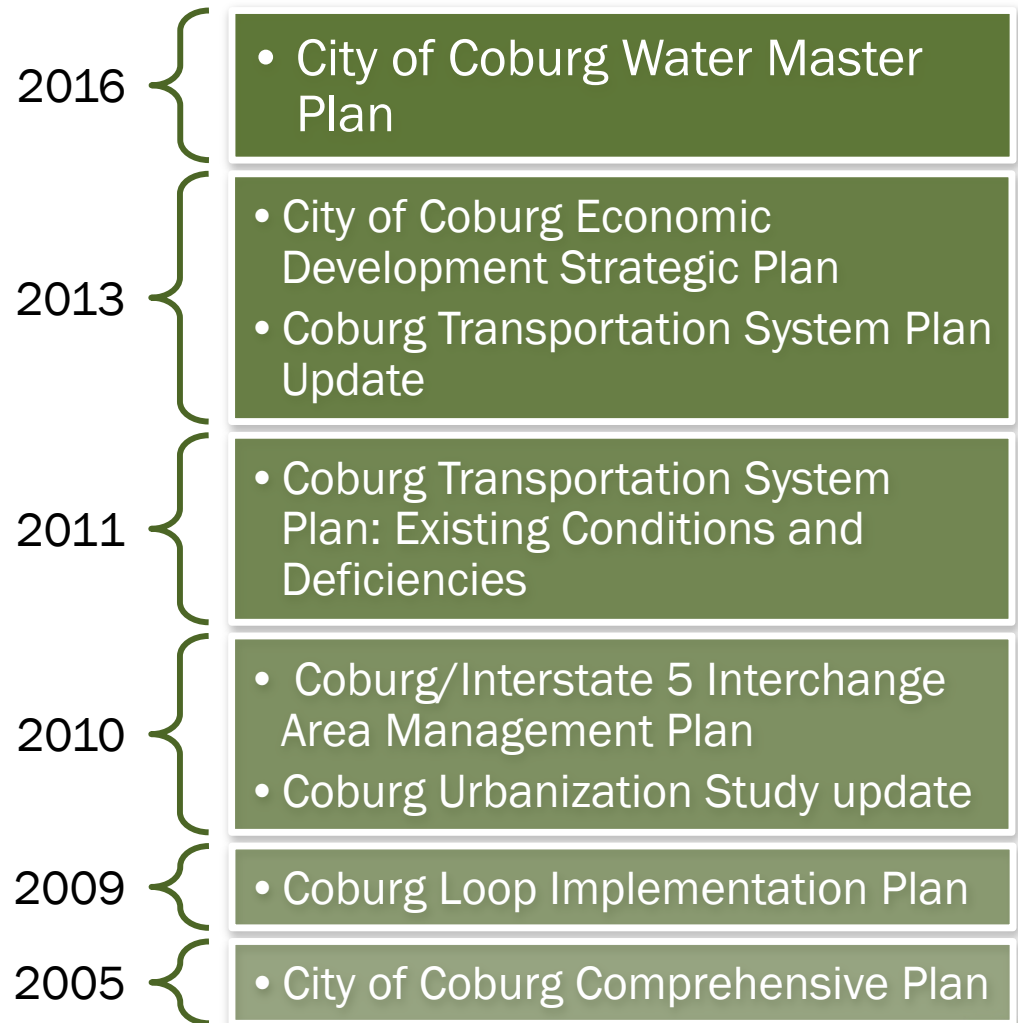 2016
• City of Coburg Water Master
Plan
2013
• City of Coburg Economic
Development Strategic Plan
• Coburg Transportation System Plan
Update
2011
• Coburg Transportation System
Plan: Existing Conditions and
Deficiencies
2010
• Coburg/Interstate 5 Interchange
Area Management Plan
• Coburg Urbanization Study update
2009
• Coburg Loop Implementation Plan
2005
• City of Coburg Comprehensive Plan